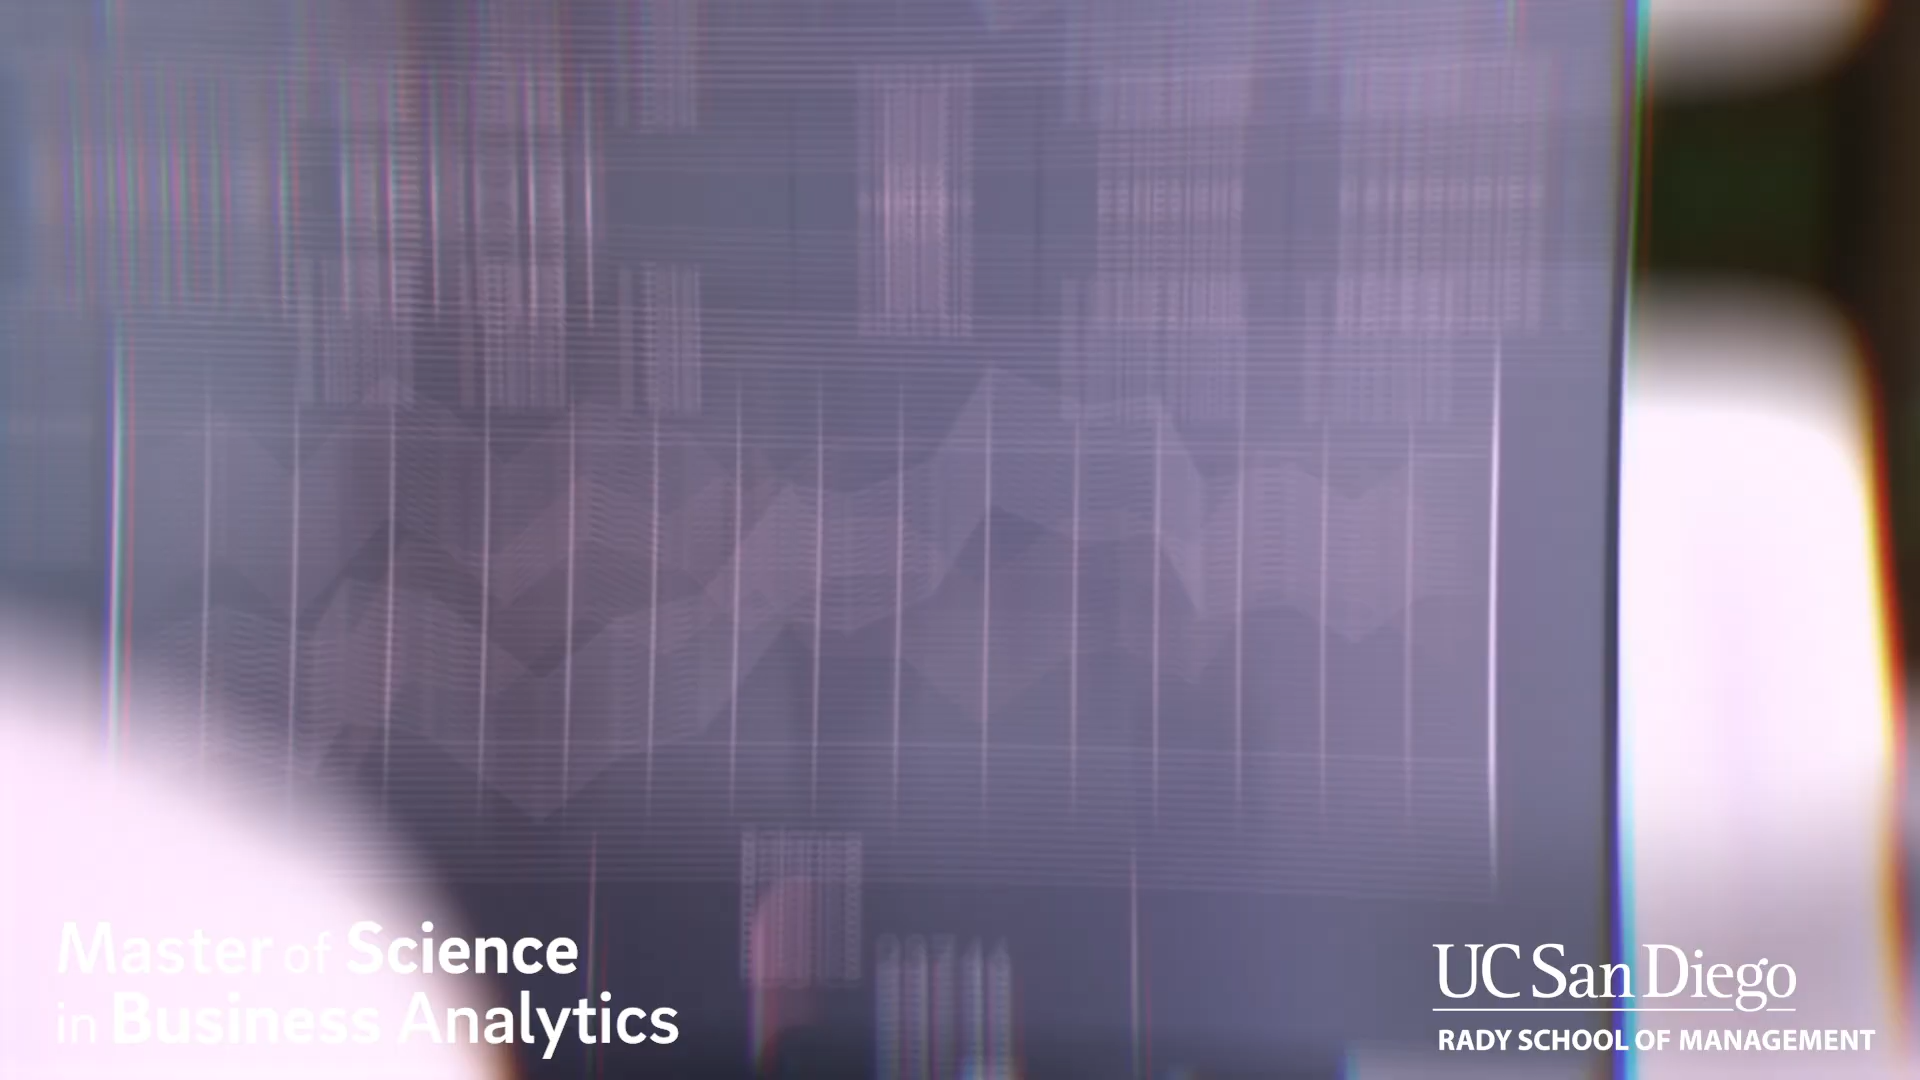 Master of Science
in Business Analytics
UC San Diego
RADY SCHOOL OF MANAGEMENT